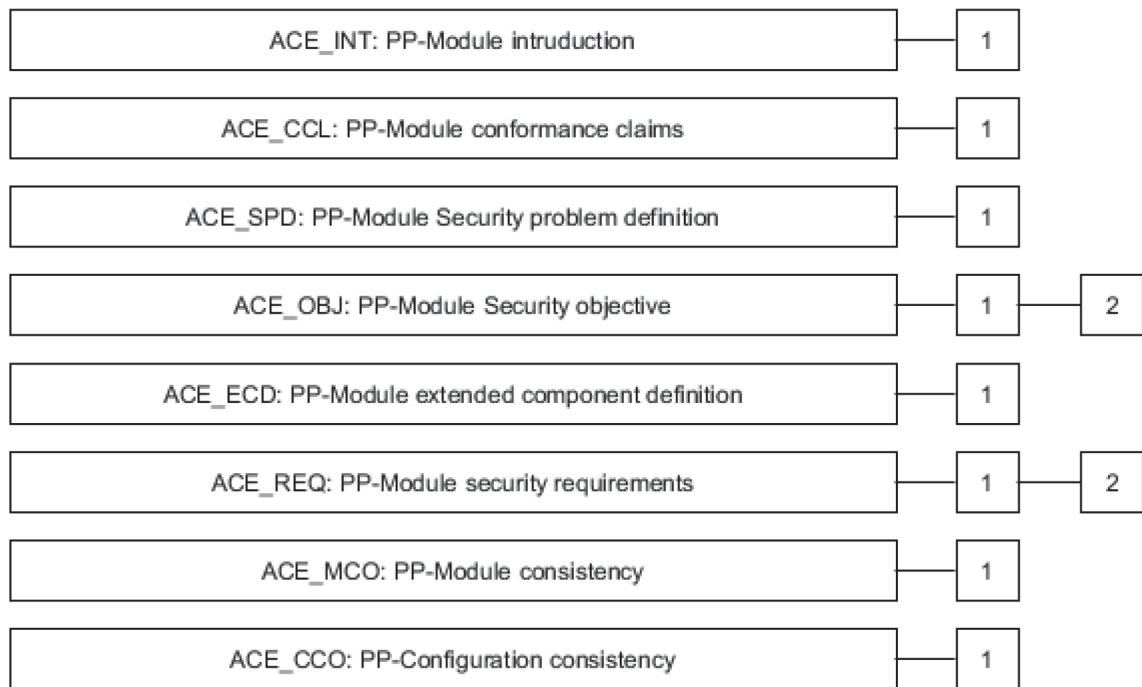 ACE_INT: PP-Module intruduction 1
ACE_CCL: PP-Module conformance claims 1
ACE_SPD: PP-Module Security problem definition 1
ACE_OBJ: PP-Module Security objective 1 2
ACE_ECD: PP-Module extended component definition 1
ACE_REQ: PP-Module security requirements 1 2
ACE_MCO: PP-Module consistency 1
ACE_CCO: PP-Configuration consistency 1